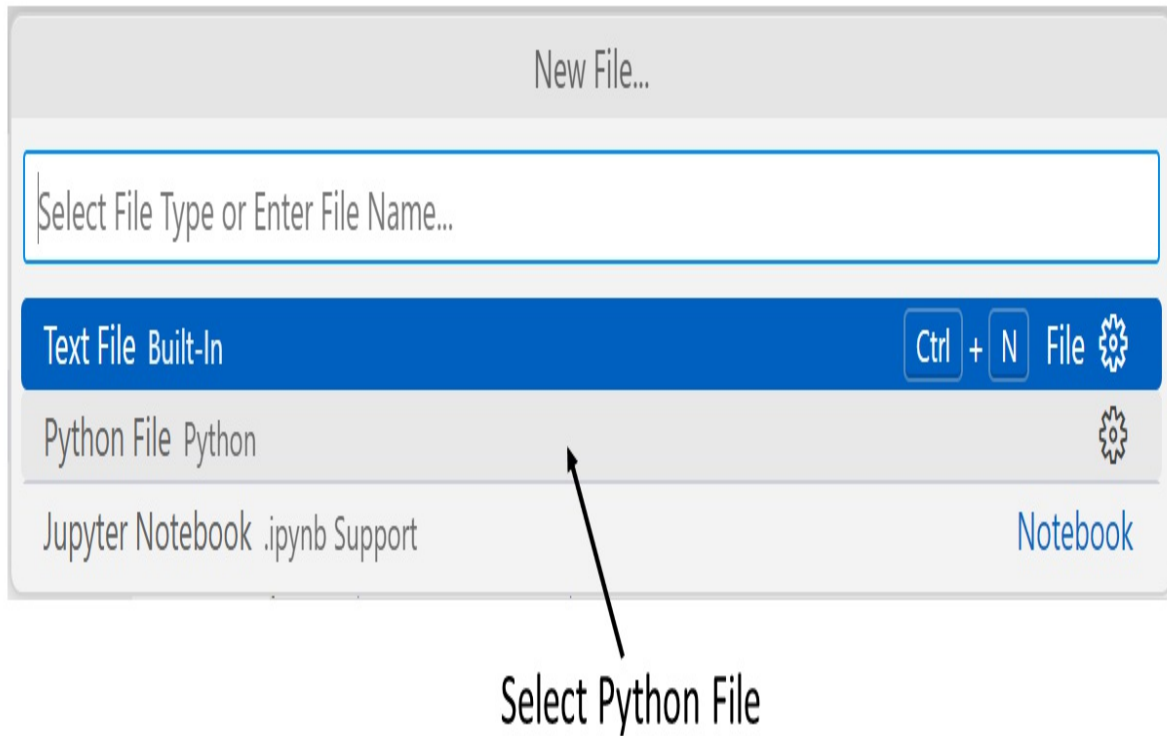 New File...
Select File Type or Enter File Name...
Text File Built-In Ctrl + N File
Python File Python
Jupyter Notebook .ipynb Support Notebook
Select Python File